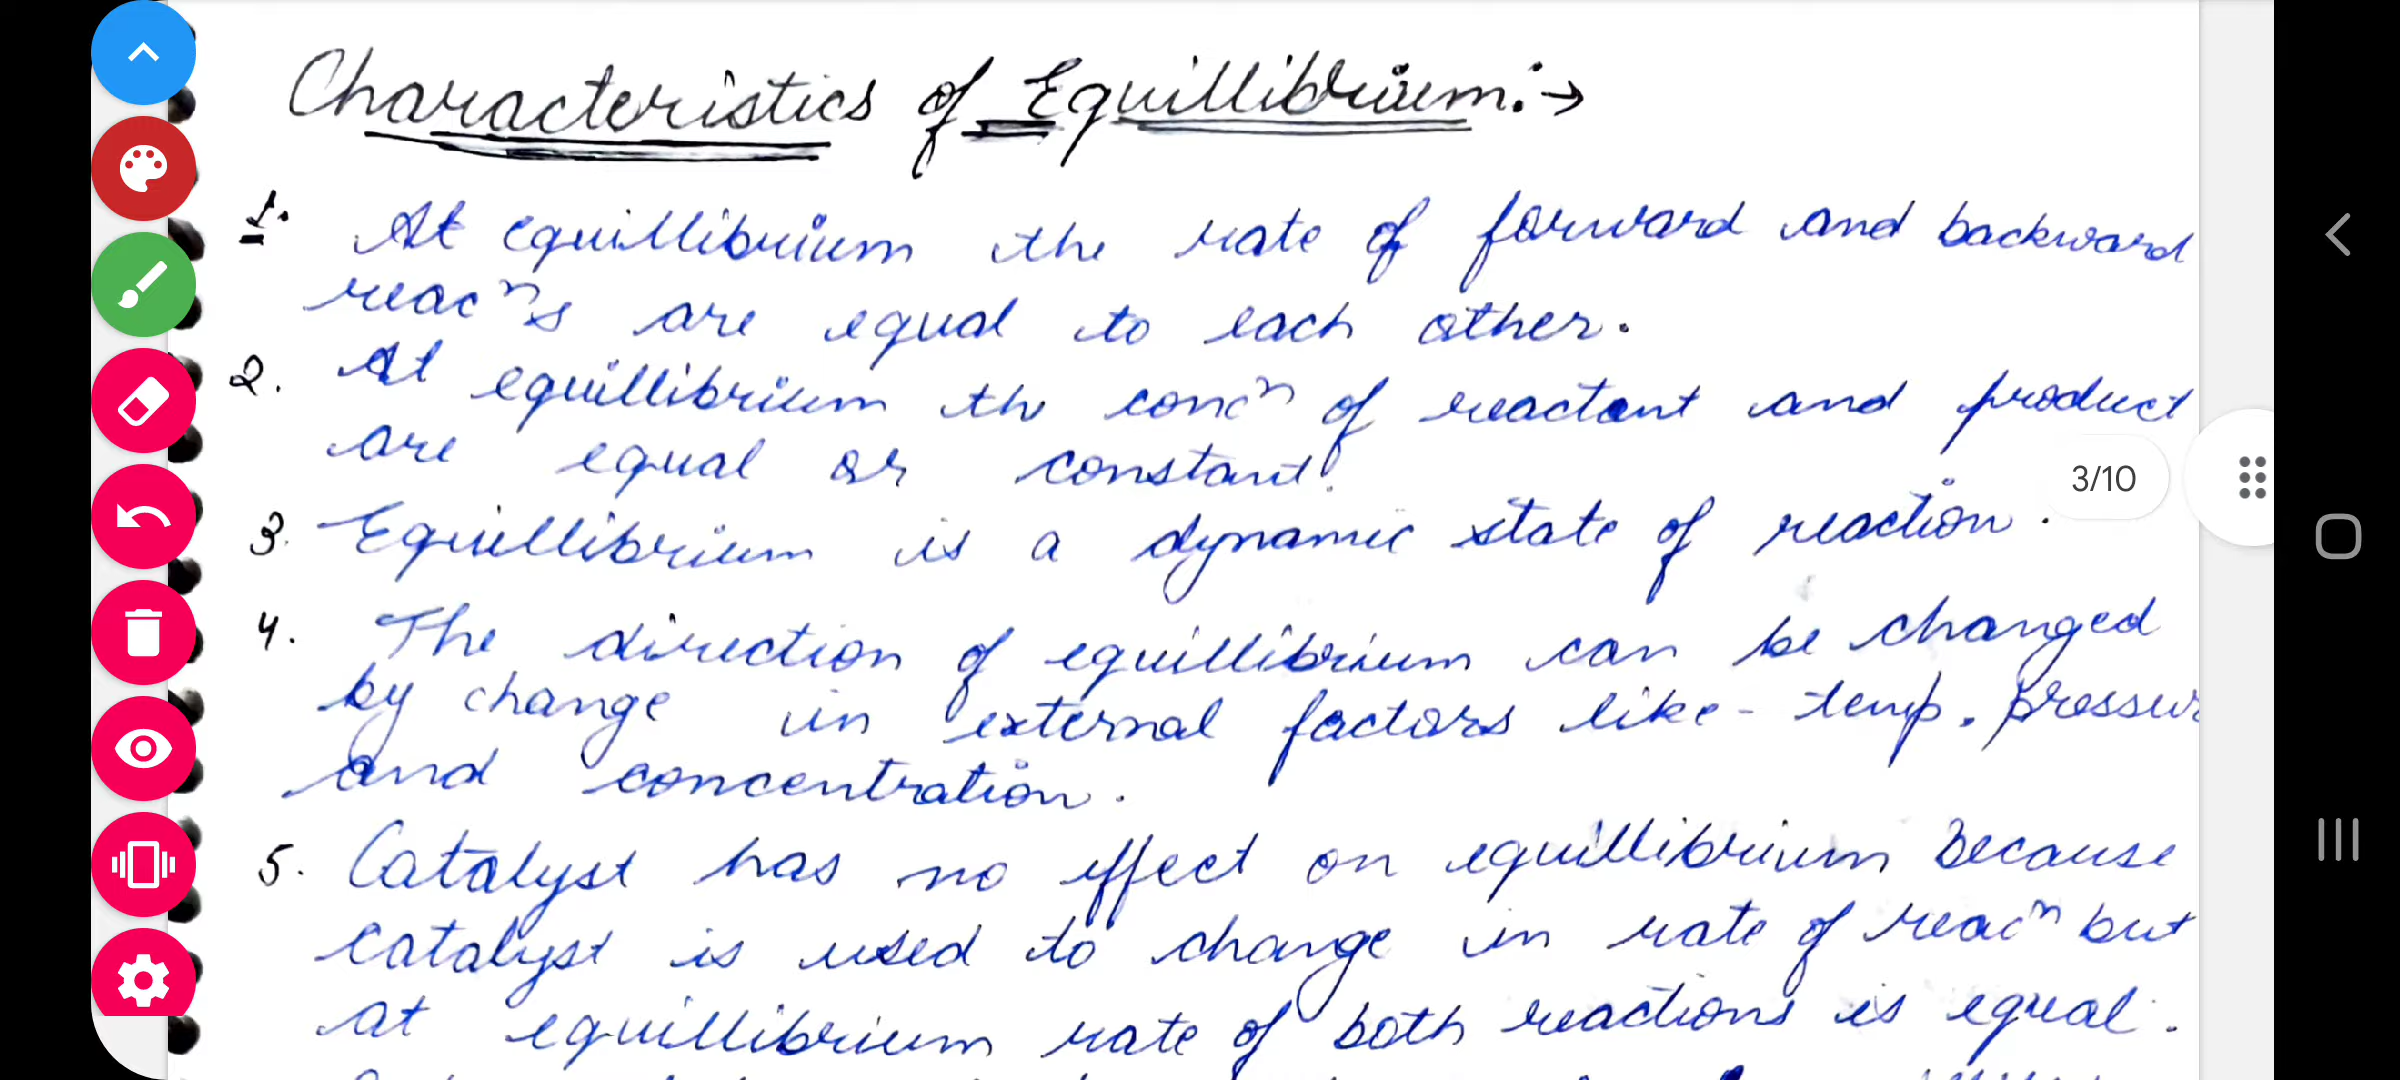 Characteristics of Equillibrium:→
1. At equillibrium the rate of forward and backward
reacⁿs are equal to each other.
2. At equillibrium the concⁿ of reactant and product
are equal or constant.
3/10
3. Equillibrium is a dynamic state of reaction.
4. The direction of equillibrium can be changed
by change in external factors like - temp. pressur
and concentration.
5. Catalyst has no effect on equillibrium because
catalyst is used to change in rate of reacⁿ but
at equillibrium rate of both reactions is equal.